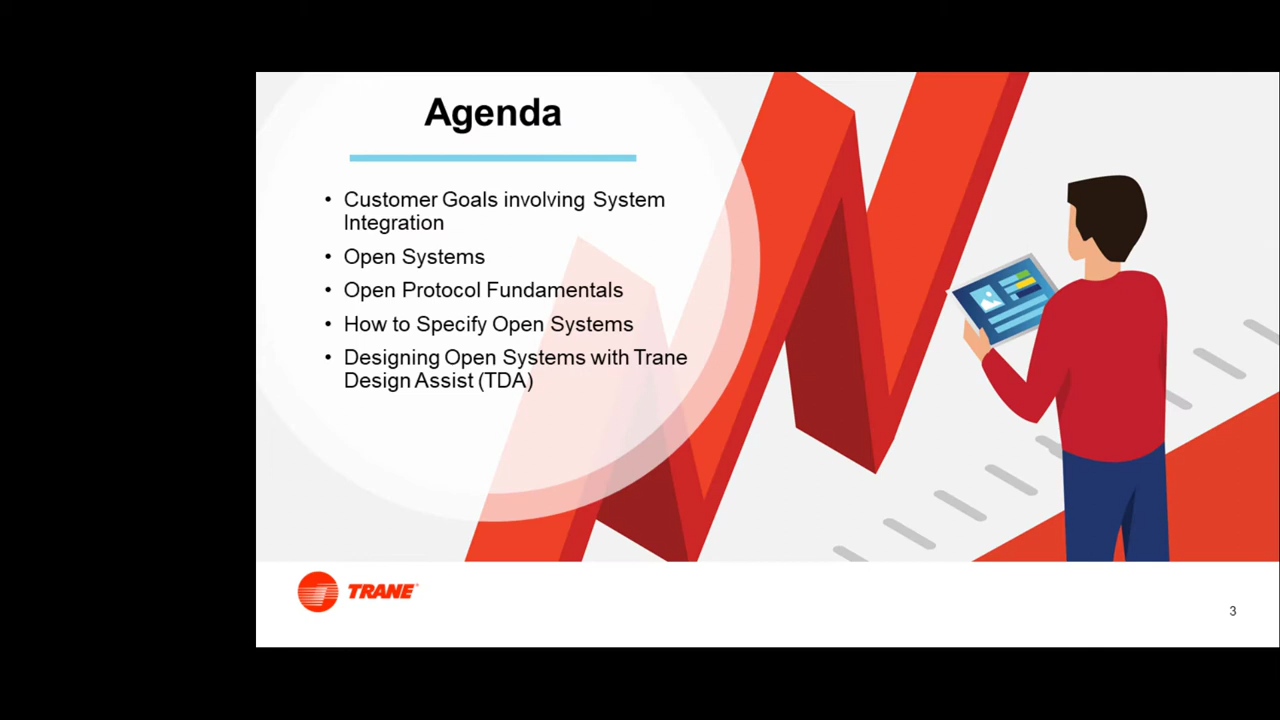 Agenda
• Customer Goals involving System
Integration
• Open Systems
• Open Protocol Fundamentals
• How to Specify Open Systems
• Designing Open Systems with Trane
Design Assist (TDA)
TRANE
3